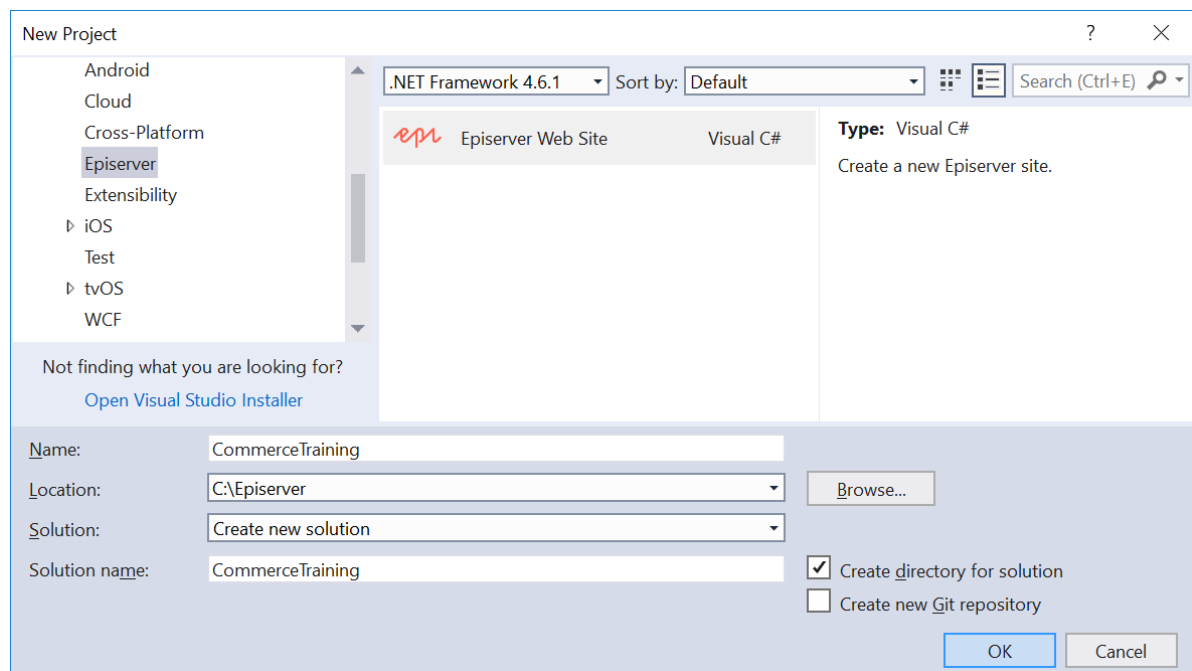 New Project
?
Android
Cloud
Cross-Platform
Episerver
Extensibility
iOS
Test
tvOS
WCF
Not finding what you are looking for?
Open Visual Studio Installer
.NET Framework 4.6.1 Sort by: Default Search (Ctrl+E)
epi Episerver Web Site Visual C#
Type: Visual C#
Create a new Episerver site.
Name: CommerceTraining
Location: C:\Episerver Browse...
Solution: Create new solution
Solution name: CommerceTraining
Create directory for solution
Create new Git repository
OK Cancel